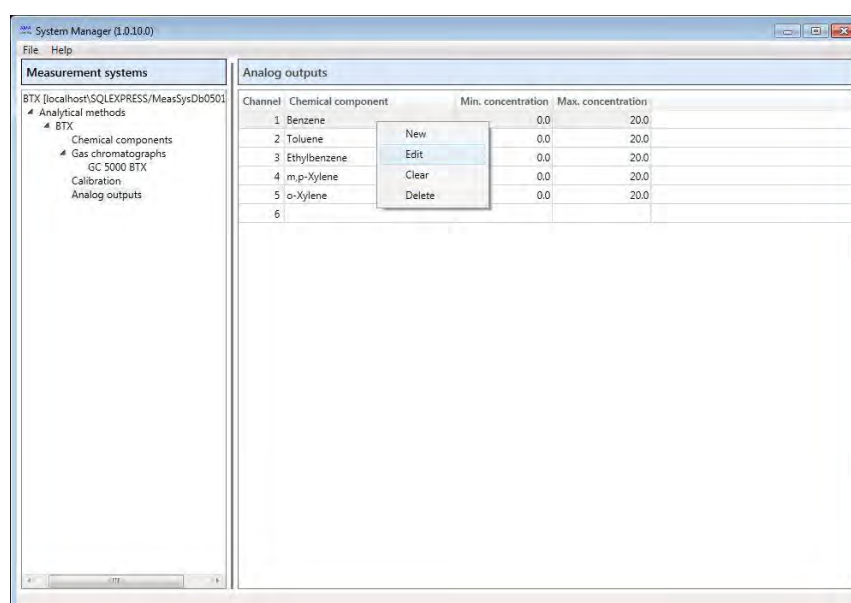 System Manager (1.0.10.0)
File Help
Measurement systems
BTX [localhost\SQLEXPRESS/MeasSysDb0501
Analytical methods
BTX
Chemical components
Gas chromatographs
GC 5000 BTX
Calibration
Analog outputs
Analog outputs
Channel Chemical component Min. concentration Max. concentration
1 Benzene 0.0 20.0
2 Toluene 0.0 20.0
3 Ethylbenzene 0.0 20.0
4 m,p-Xylene 0.0 20.0
5 o-Xylene 0.0 20.0
6
New
Edit
Clear
Delete